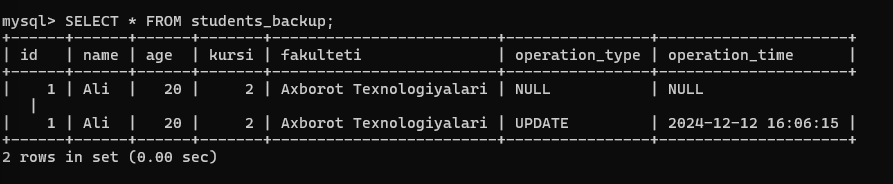 mysql> SELECT * FROM students_backup;
+------+------+------+-------+-------------------------+----------------+---------------------+
| id   | name | age  | kursi | fakulteti               | operation_type | operation_time      |
+------+------+------+-------+-------------------------+----------------+---------------------+
|    1 | Ali  |   20 |     2 | Axborot Texnologiyalari | NULL           | NULL
   |
|    1 | Ali  |   20 |     2 | Axborot Texnologiyalari | UPDATE         | 2024-12-12 16:06:15 |
+------+------+------+-------+-------------------------+----------------+---------------------+
2 rows in set (0.00 sec)